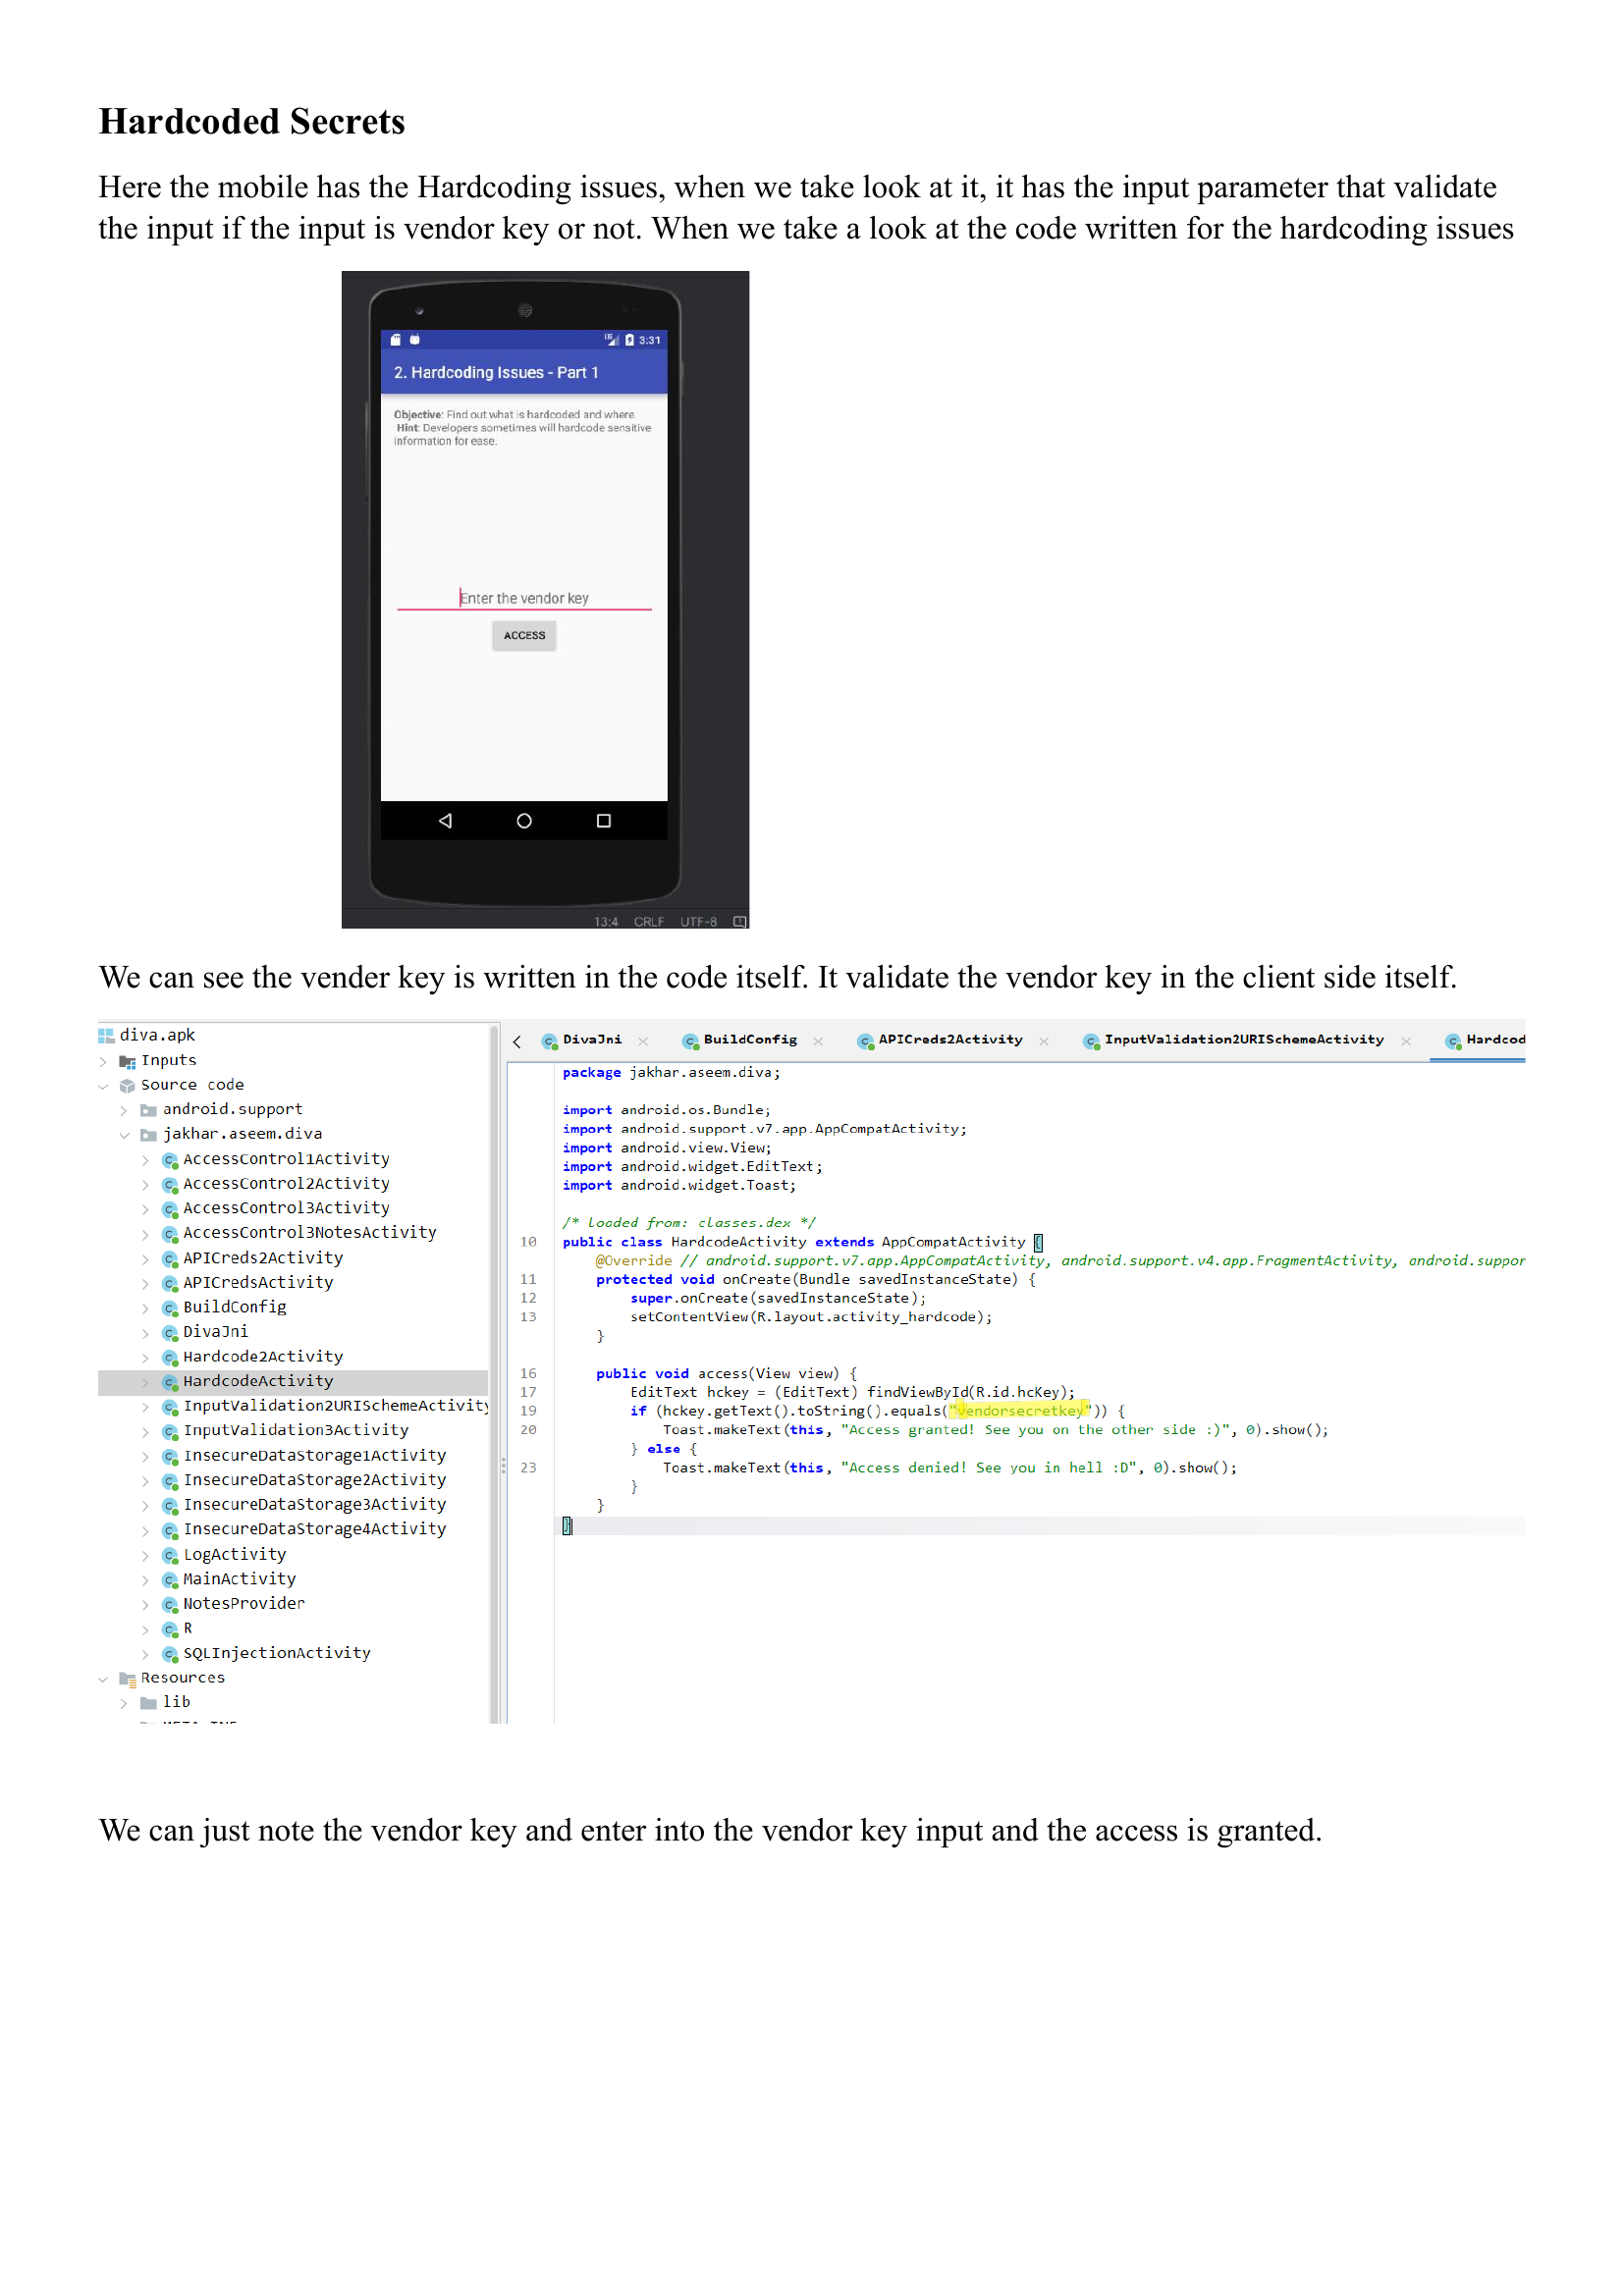 Hardcoded Secrets
Here the mobile has the Hardcoding issues, when we take look at it, it has the input parameter that validate
the input if the input is vendor key or not. When we take a look at the code written for the hardcoding issues
LTE 3:31
2. Hardcoding Issues - Part 1
Objective: Find out what is hardcoded and where.
Hint: Developers sometimes will hardcode sensitive
information for ease.
Enter the vendor key
ACCESS
13:4 CRLF UTF-8
We can see the vender key is written in the code itself. It validate the vendor key in the client side itself.
diva.apk
Inputs
Source code
android.support
jakhar.aseem.diva
AccessControl1Activity
AccessControl2Activity
AccessControl3Activity
AccessControl3NotesActivity
APICreds2Activity
APICredsActivity
BuildConfig
DivaJni
Hardcode2Activity
HardcodeActivity
InputValidation2URISchemeActivity
InputValidation3Activity
InsecureDataStorage1Activity
InsecureDataStorage2Activity
InsecureDataStorage3Activity
InsecureDataStorage4Activity
LogActivity
MainActivity
NotesProvider
R
SQLInjectionActivity
Resources
lib
DivaJni BuildConfig APICreds2Activity InputValidation2URISchemeActivity Hardcod
package jakhar.aseem.diva;
import android.os.Bundle;
import android.support.v7.app.AppCompatActivity;
import android.view.View;
import android.widget.EditText;
import android.widget.Toast;
/* loaded from: classes.dex */
10 public class HardcodeActivity extends AppCompatActivity {
@Override // android.support.v7.app.AppCompatActivity, android.support.v4.app.FragmentActivity, android.suppor
11 protected void onCreate(Bundle savedInstanceState) {
12 super.onCreate(savedInstanceState);
13 setContentView(R.layout.activity_hardcode);
}
16 public void access(View view) {
17 EditText hckey = (EditText) findViewById(R.id.hcKey);
19 if (hckey.getText().toString().equals("vendorsecretkey")) {
20 Toast.makeText(this, "Access granted! See you on the other side :)", 0).show();
} else {
23 Toast.makeText(this, "Access denied! See you in hell :D", 0).show();
}
}
}
We can just note the vendor key and enter into the vendor key input and the access is granted.